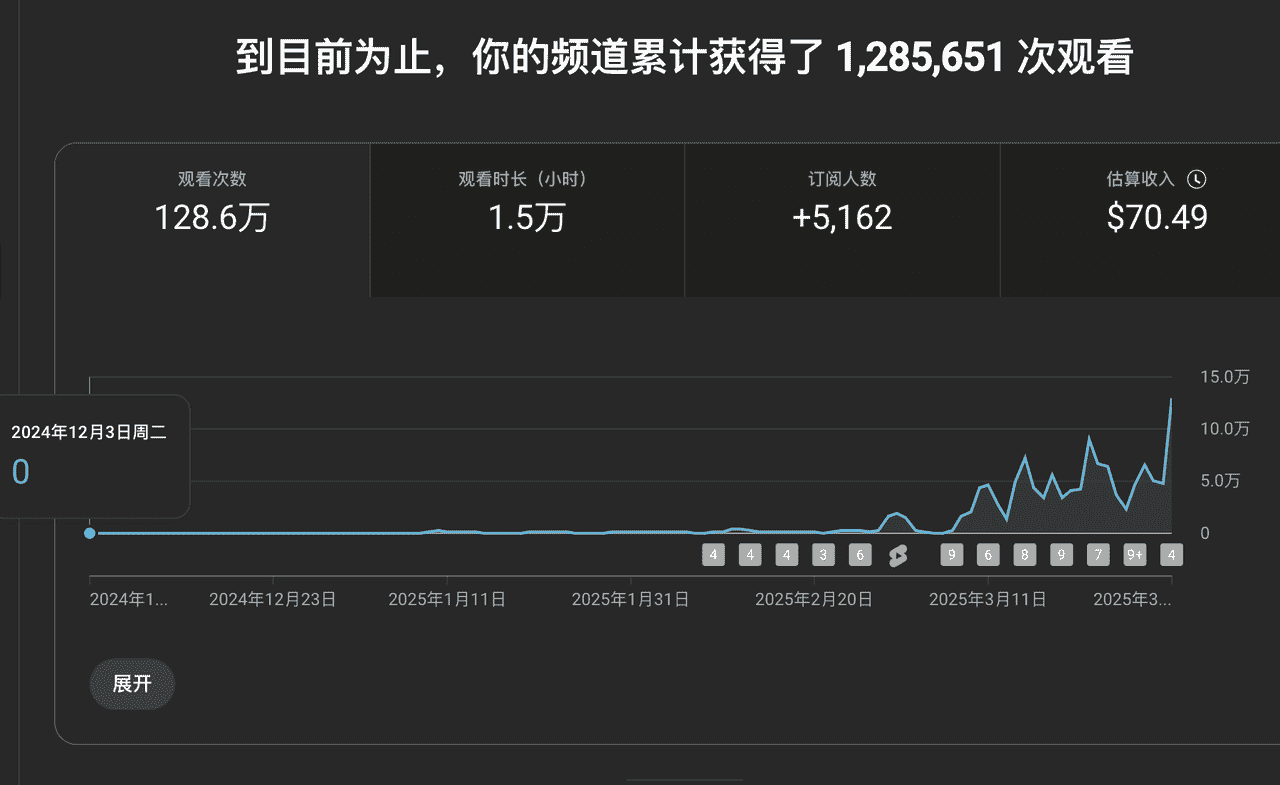 到目前为止，你的频道累计获得了 1,285,651 次观看
观看次数
128.6万
观看时长（小时）
1.5万
订阅人数
+5,162
估算收入
$70.49
15.0万
2024年12月3日周二
10.0万
0
5.0万
0
4 4 4 3 6 9 6 8 9 7 9+ 4
2024年1... 2024年12月23日 2025年1月11日 2025年1月31日 2025年2月20日 2025年3月11日 2025年3...
展开